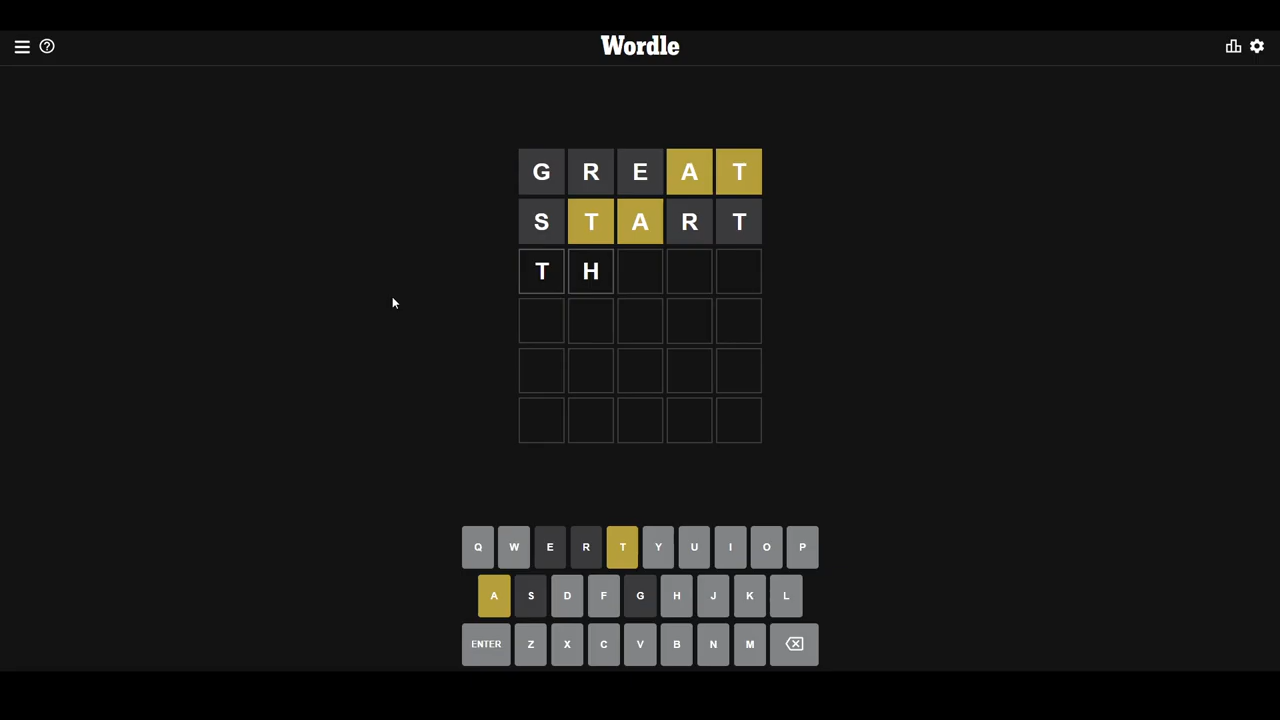 Wordle
G R E A T
S T A R T
T H
Q W E R T Y U I O P
A S D F G H J K L
ENTER Z X C V B N M